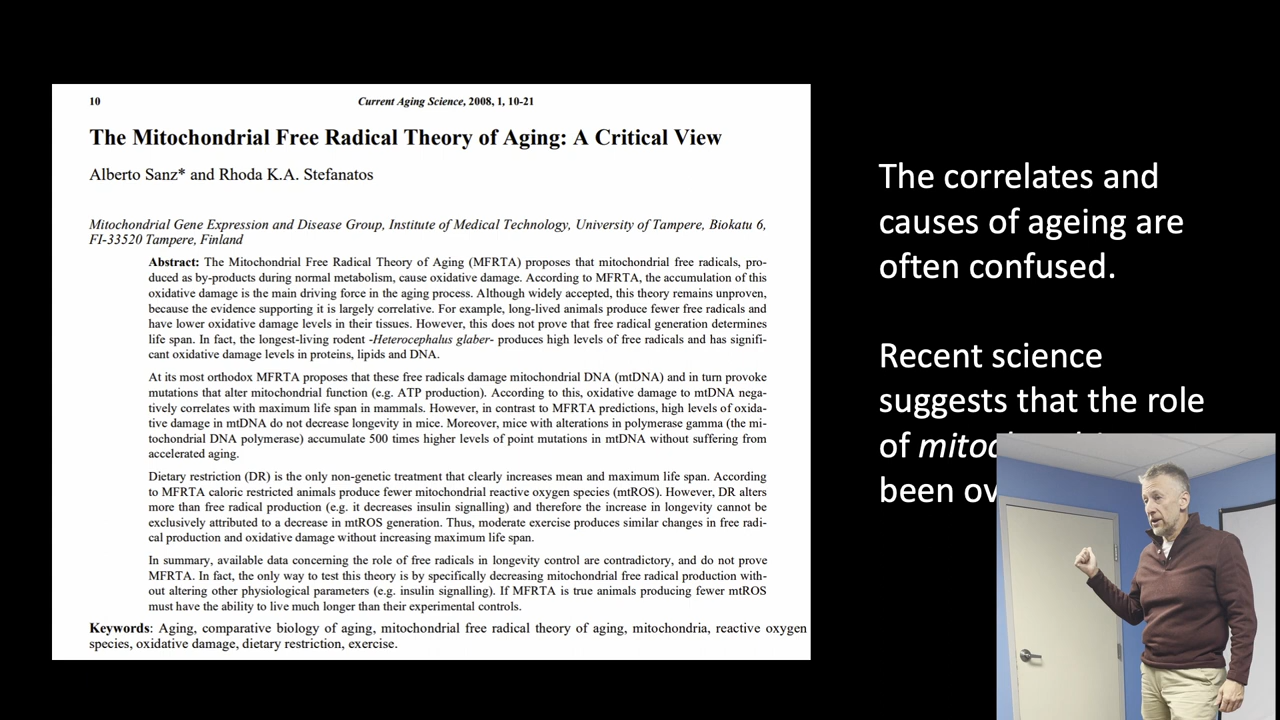 10
Current Aging Science, 2008, 1, 10-21
The Mitochondrial Free Radical Theory of Aging: A Critical View
Alberto Sanz* and Rhoda K.A. Stefanatos
Mitochondrial Gene Expression and Disease Group, Institute of Medical Technology, University of Tampere, Biokatu 6,
FI-33520 Tampere, Finland
Abstract: The Mitochondrial Free Radical Theory of Aging (MFRTA) proposes that mitochondrial free radicals, pro-
duced as by-products during normal metabolism, cause oxidative damage. According to MFRTA, the accumulation of this
oxidative damage is the main driving force in the aging process. Although widely accepted, this theory remains unproven,
because the evidence supporting it is largely correlative. For example, long-lived animals produce fewer free radicals and
have lower oxidative damage levels in their tissues. However, this does not prove that free radical generation determines
life span. In fact, the longest-living rodent -Heterocephalus glaber- produces high levels of free radicals and has signifi-
cant oxidative damage levels in proteins, lipids and DNA.
At its most orthodox MFRTA proposes that these free radicals damage mitochondrial DNA (mtDNA) and in turn provoke
mutations that alter mitochondrial function (e.g. ATP production). According to this, oxidative damage to mtDNA nega-
tively correlates with maximum life span in mammals. However, in contrast to MFRTA predictions, high levels of oxida-
tive damage in mtDNA do not decrease longevity in mice. Moreover, mice with alterations in polymerase gamma (the mi-
tochondrial DNA polymerase) accumulate 500 times higher levels of point mutations in mtDNA without suffering from
accelerated aging.
Dietary restriction (DR) is the only non-genetic treatment that clearly increases mean and maximum life span. According
to MFRTA caloric restricted animals produce fewer mitochondrial reactive oxygen species (mtROS). However, DR alters
more than free radical production (e.g. it decreases insulin signalling) and therefore the increase in longevity cannot be
exclusively attributed to a decrease in mtROS generation. Thus, moderate exercise produces similar changes in free radi-
cal production and oxidative damage without increasing maximum life span.
In summary, available data concerning the role of free radicals in longevity control are contradictory, and do not prove
MFRTA. In fact, the only way to test this theory is by specifically decreasing mitochondrial free radical production with-
out altering other physiological parameters (e.g. insulin signalling). If MFRTA is true animals producing fewer mtROS
must have the ability to live much longer than their experimental controls.
Keywords: Aging, comparative biology of aging, mitochondrial free radical theory of aging, mitochondria, reactive oxygen
species, oxidative damage, dietary restriction, exercise.
The correlates and
causes of ageing are
often confused.
Recent science
suggests that the role
of
been